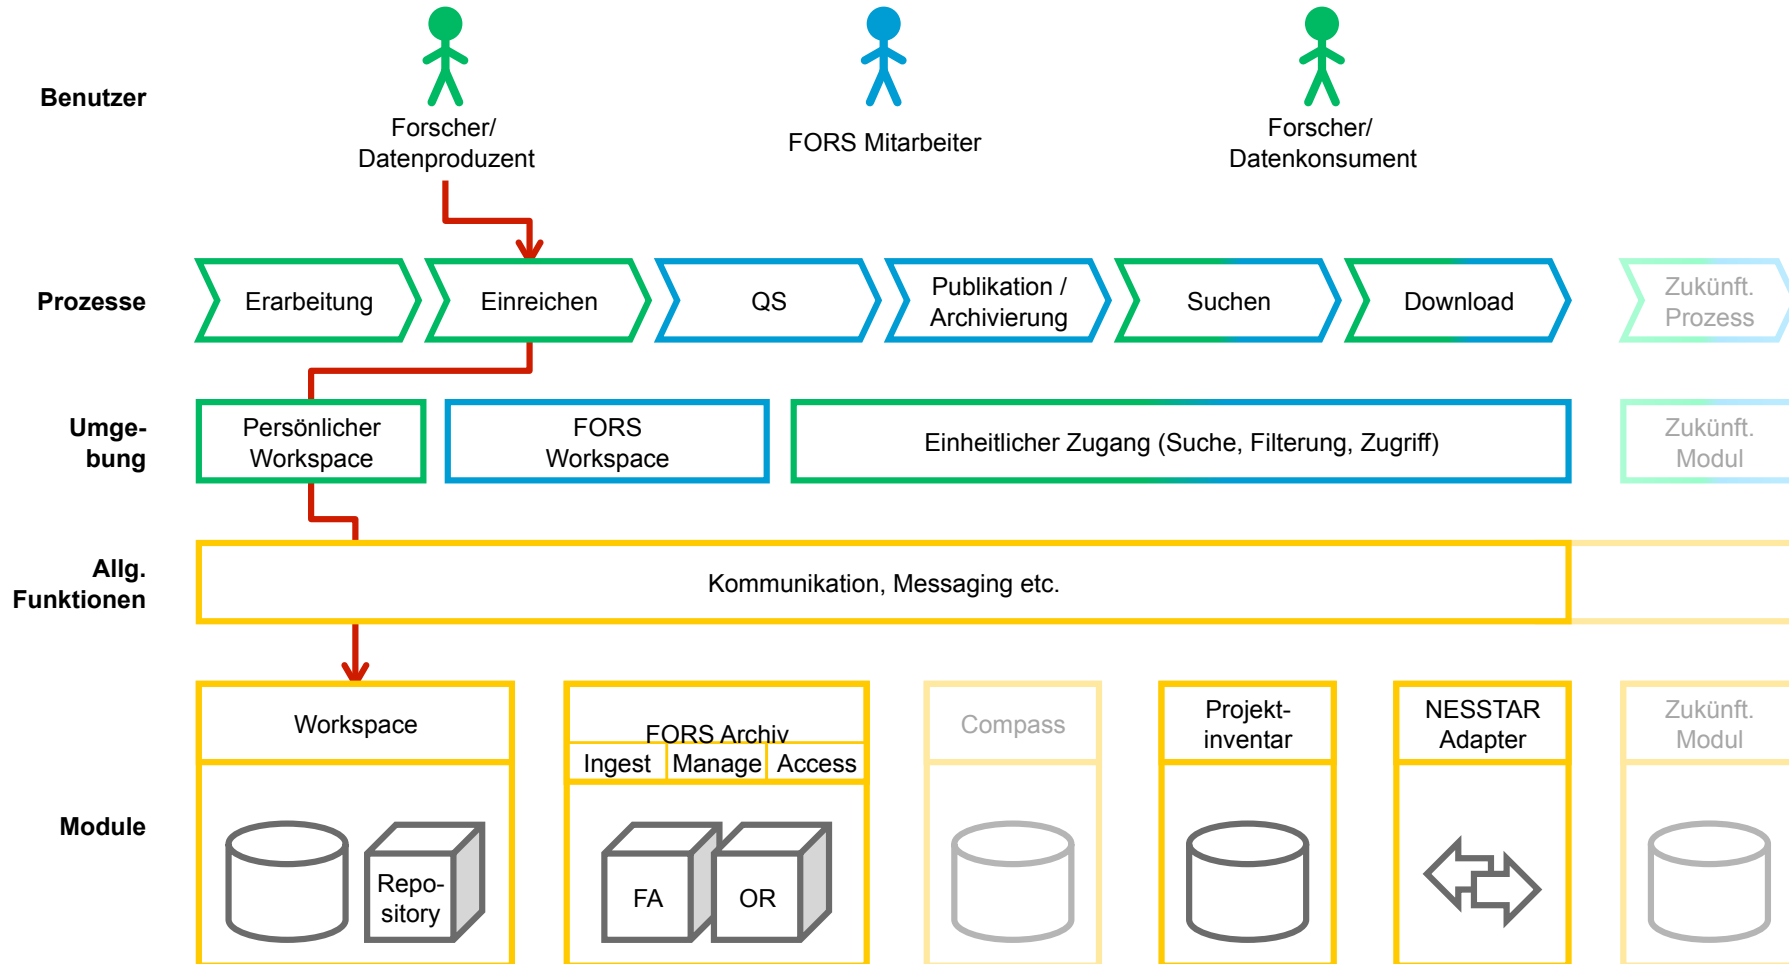 Benutzer
Forscher/
Datenproduzent
FORS Mitarbeiter
Forscher/
Datenkonsument
Prozesse
Erarbeitung
Einreichen
QS
Publikation /
Archivierung
Suchen
Download
Zukünft.
Prozess
Umge-
bung
Persönlicher
Workspace
FORS
Workspace
Einheitlicher Zugang (Suche, Filterung, Zugriff)
Zukünft.
Modul
Allg.
Funktionen
Kommunikation, Messaging etc.
Module
Workspace
Repo-
sitory
FORS Archiv
Ingest
Manage
Access
FA
OR
Compass
Projekt-
inventar
NESSTAR
Adapter
Zukünft.
Modul